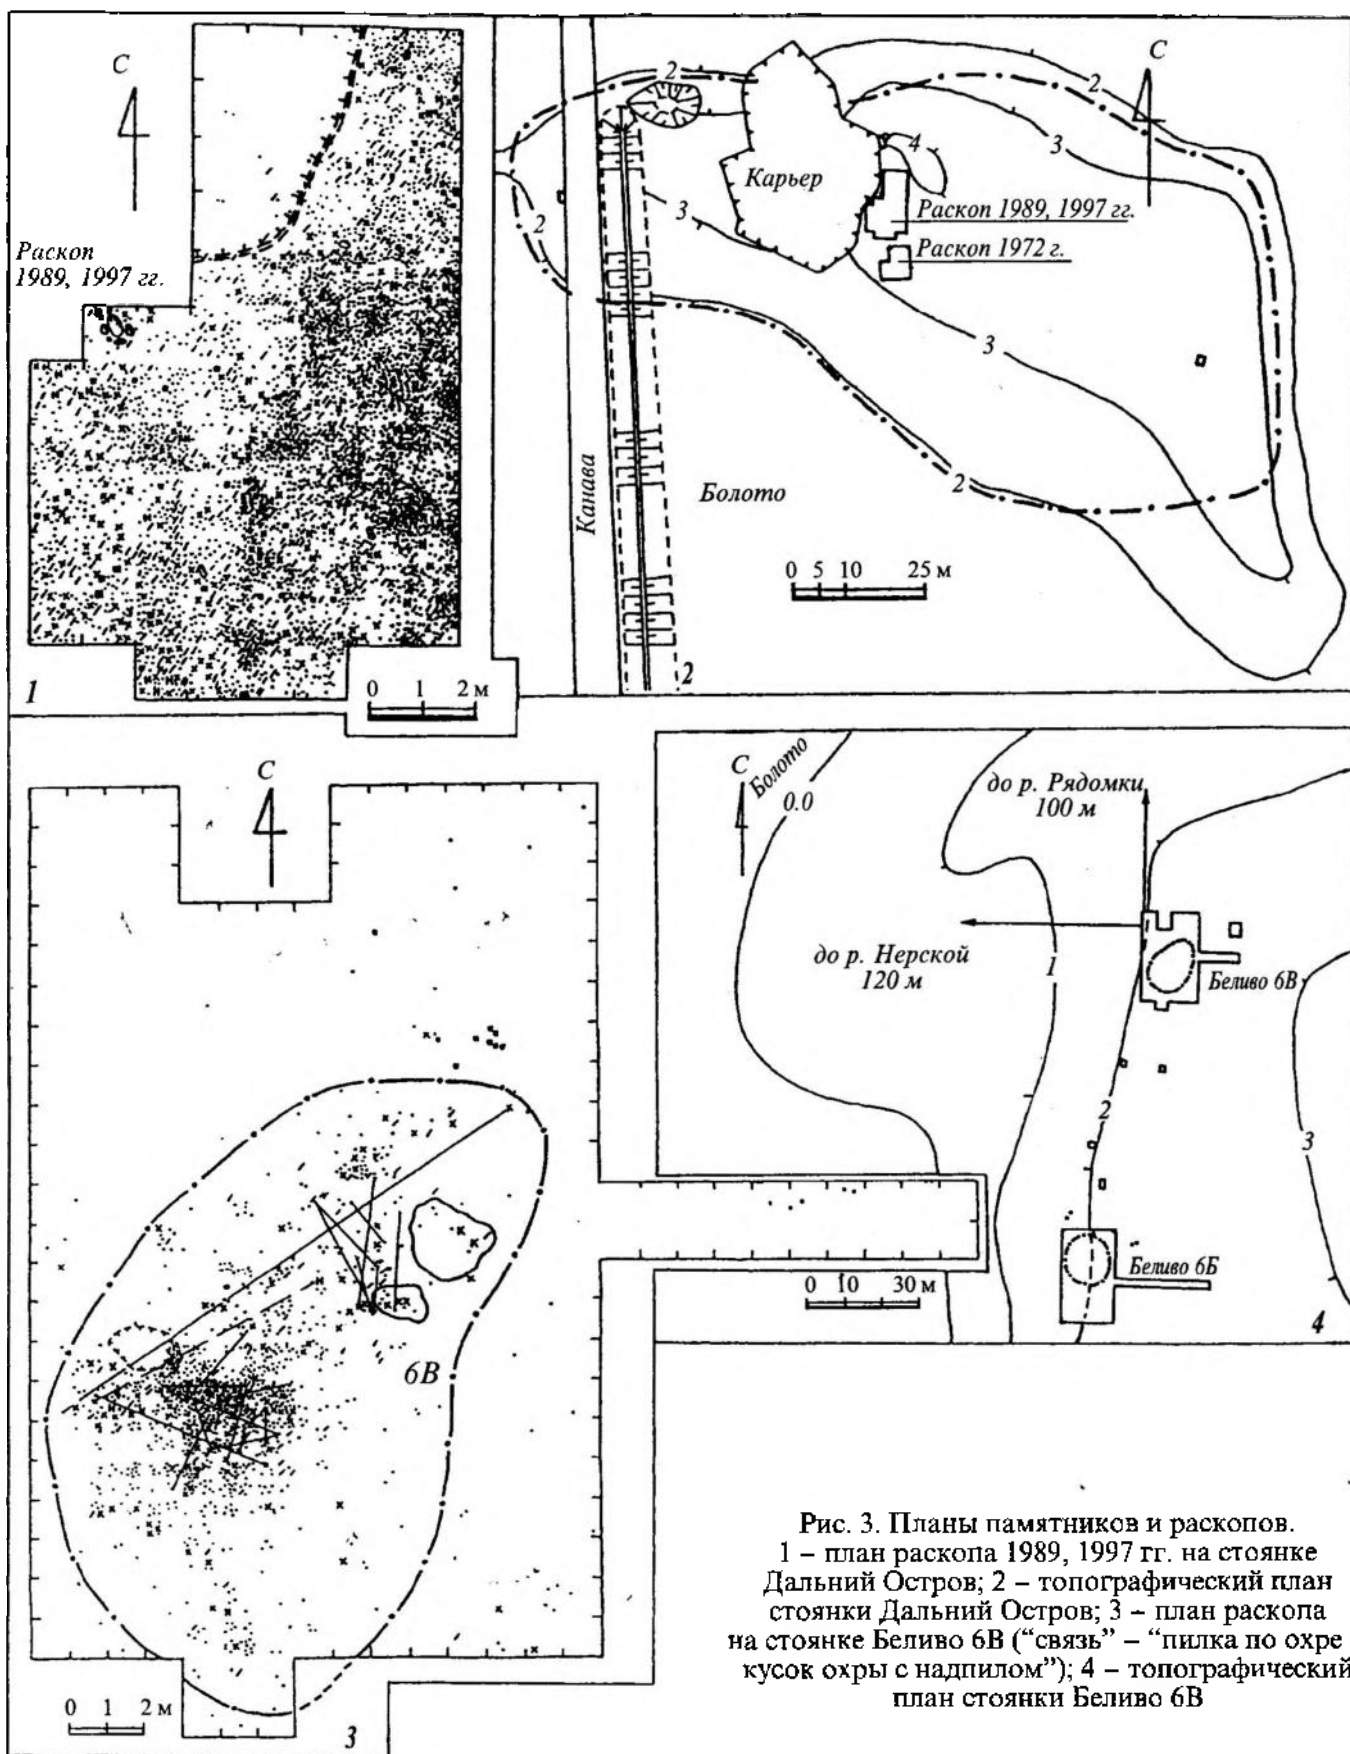 С
Раскоп
1989, 1997 гг.
1
0 1 2 м
2
2
3
Карьер
4
С
2
3
Раскоп 1989, 1997 гг.
Раскоп 1972 г.
3
2
Канава
Болото
0 5 10 25 м
2
С
6В
0 1 2 м
3
С
Болото
0.0
до р. Рядомки
100 м
до р. Нерской
120 м
1
Беливо 6В
2
3
Беливо 6Б
0 10 30 м
4
Рис. 3. Планы памятников и раскопов.
1 – план раскопа 1989, 1997 гг. на стоянке
Дальний Остров; 2 – топографический план
стоянки Дальний Остров; 3 – план раскопа
на стоянке Беливо 6В (“связь” – “пилка по охре
кусок охры с надпилом”); 4 – топографический
план стоянки Беливо 6В